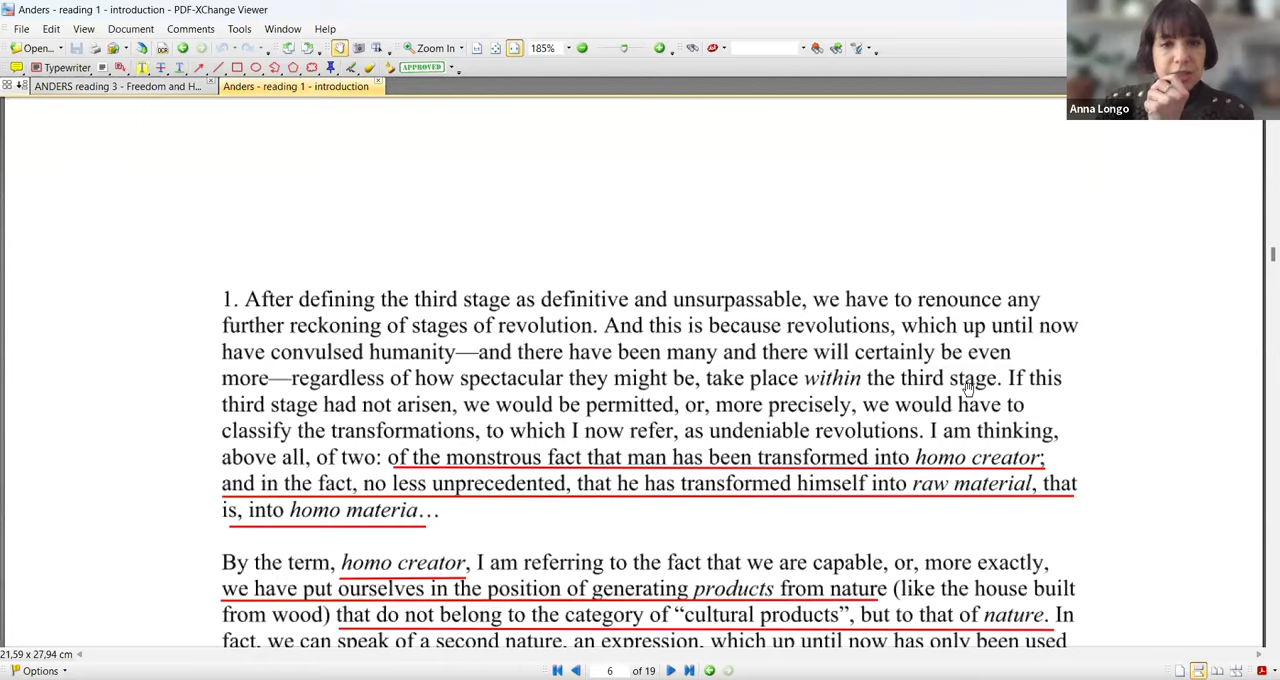 Anders - reading 1 - introduction - PDF-XChange Viewer
File Edit View Document Comments Tools Window Help
Open... Zoom In 185%
Typewriter APPROVED
ANDERS reading 3 - Freedom and H... Anders - reading 1 - introduction
Anna Longo
1. After defining the third stage as definitive and unsurpassable, we have to renounce any
further reckoning of stages of revolution. And this is because revolutions, which up until now
have convulsed humanity—and there have been many and there will certainly be even
more—regardless of how spectacular they might be, take place within the third stage. If this
third stage had not arisen, we would be permitted, or, more precisely, we would have to
classify the transformations, to which I now refer, as undeniable revolutions. I am thinking,
above all, of two: of the monstrous fact that man has been transformed into homo creator;
and in the fact, no less unprecedented, that he has transformed himself into raw material, that
is, into homo materia…
By the term, homo creator, I am referring to the fact that we are capable, or, more exactly,
we have put ourselves in the position of generating products from nature (like the house built
from wood) that do not belong to the category of “cultural products”, but to that of nature. In
fact, we can speak of a second nature, an expression, which up until now has only been used
21,59 x 27,94 cm
Options 6 of 19